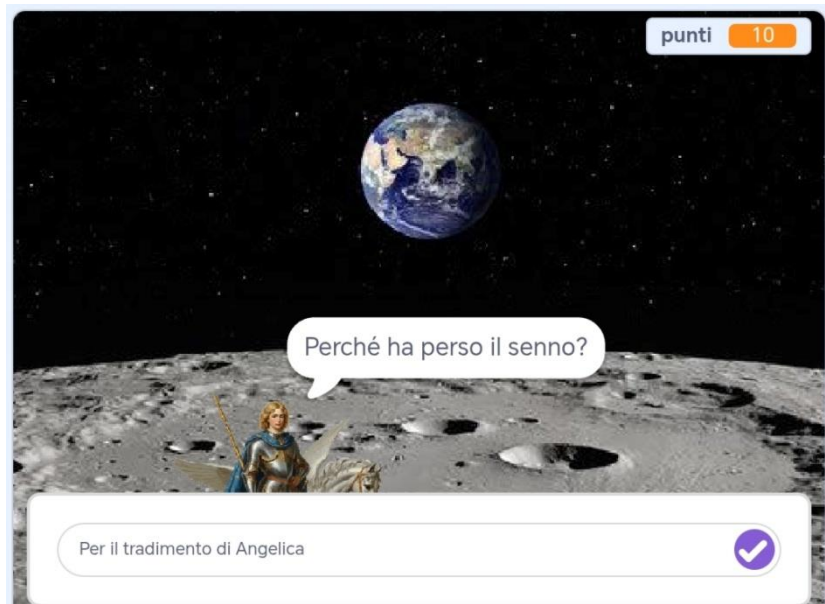 punti 10
Perché ha perso il senno?
Per il tradimento di Angelica